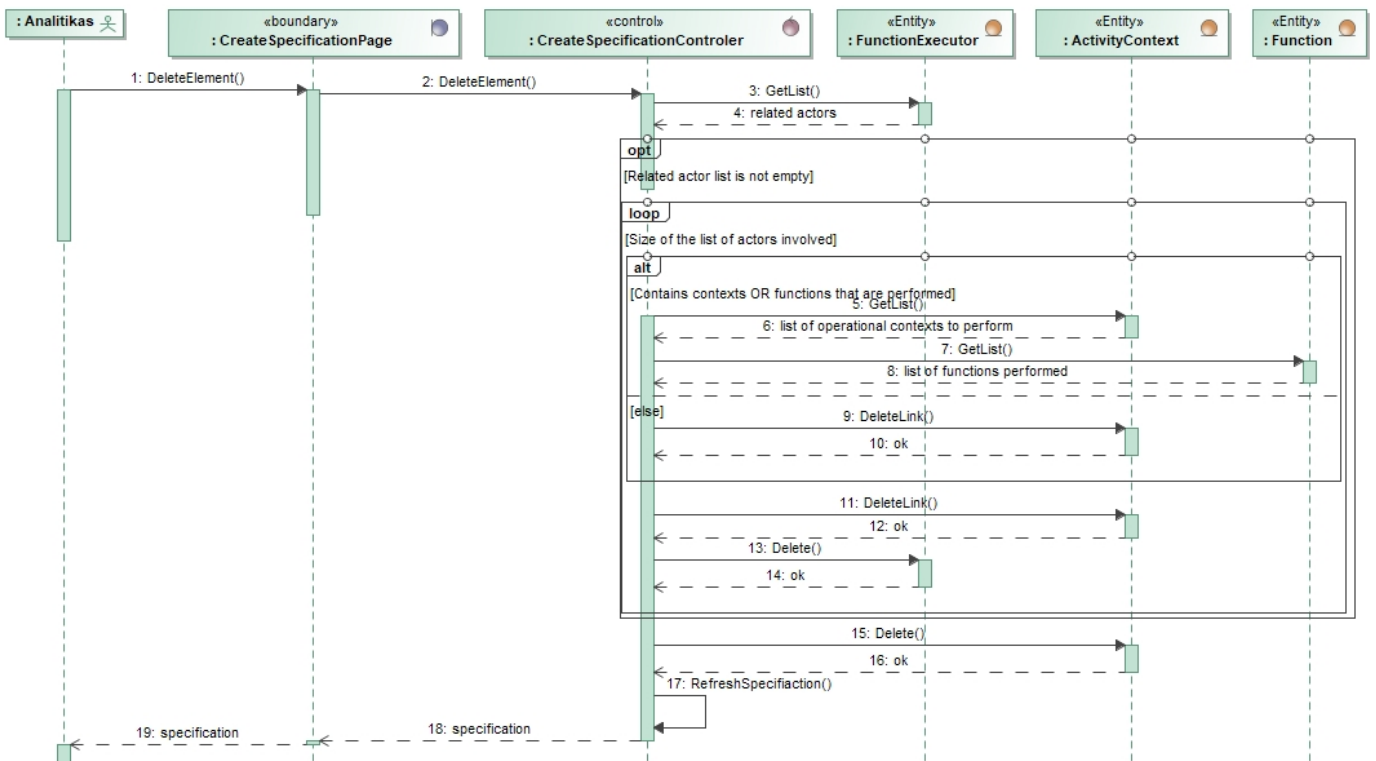 : Analitikas
«boundary»
: CreateSpecificationPage
«control»
: CreateSpecificationControler
«Entity»
: FunctionExecutor
«Entity»
: ActivityContext
«Entity»
: Function
1: DeleteElement()
2: DeleteElement()
3: GetList()
4: related actors
opt
[Related actor list is not empty]
loop
[Size of the list of actors involved]
alt
[Contains contexts OR functions that are performed]
5: GetList()
6: list of operational contexts to perform
7: GetList()
8: list of functions performed
[else]
9: DeleteLink()
10: ok
11: DeleteLink()
12: ok
13: Delete()
14: ok
15: Delete()
16: ok
17: RefreshSpecifiaction()
18: specification
19: specification